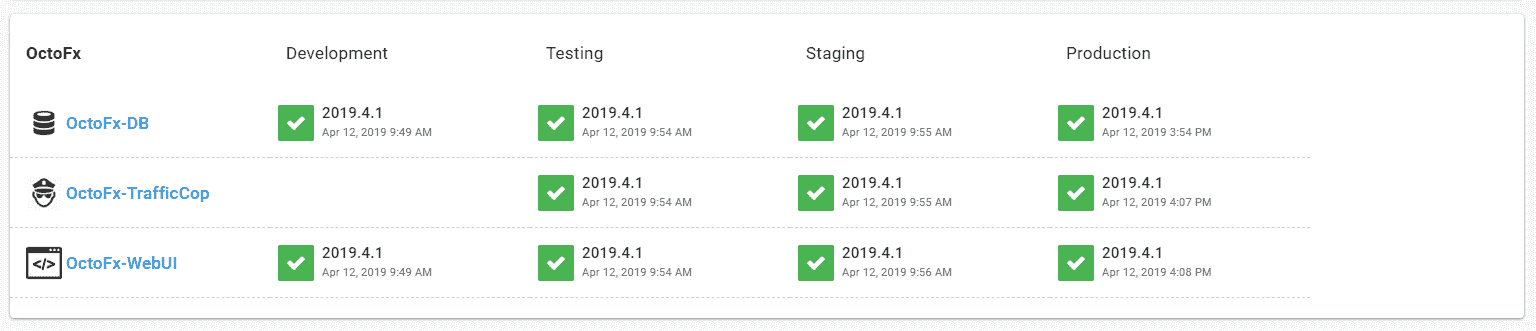 OctoFx Development Testing Staging Production
OctoFx-DB 2019.4.1 2019.4.1 2019.4.1 2019.4.1
Apr 12, 2019 9:49 AM Apr 12, 2019 9:54 AM Apr 12, 2019 9:55 AM Apr 12, 2019 3:54 PM
OctoFx-TrafficCop 2019.4.1 2019.4.1 2019.4.1
Apr 12, 2019 9:54 AM Apr 12, 2019 9:55 AM Apr 12, 2019 4:07 PM
OctoFx-WebUI 2019.4.1 2019.4.1 2019.4.1 2019.4.1
Apr 12, 2019 9:49 AM Apr 12, 2019 9:54 AM Apr 12, 2019 9:56 AM Apr 12, 2019 4:08 PM